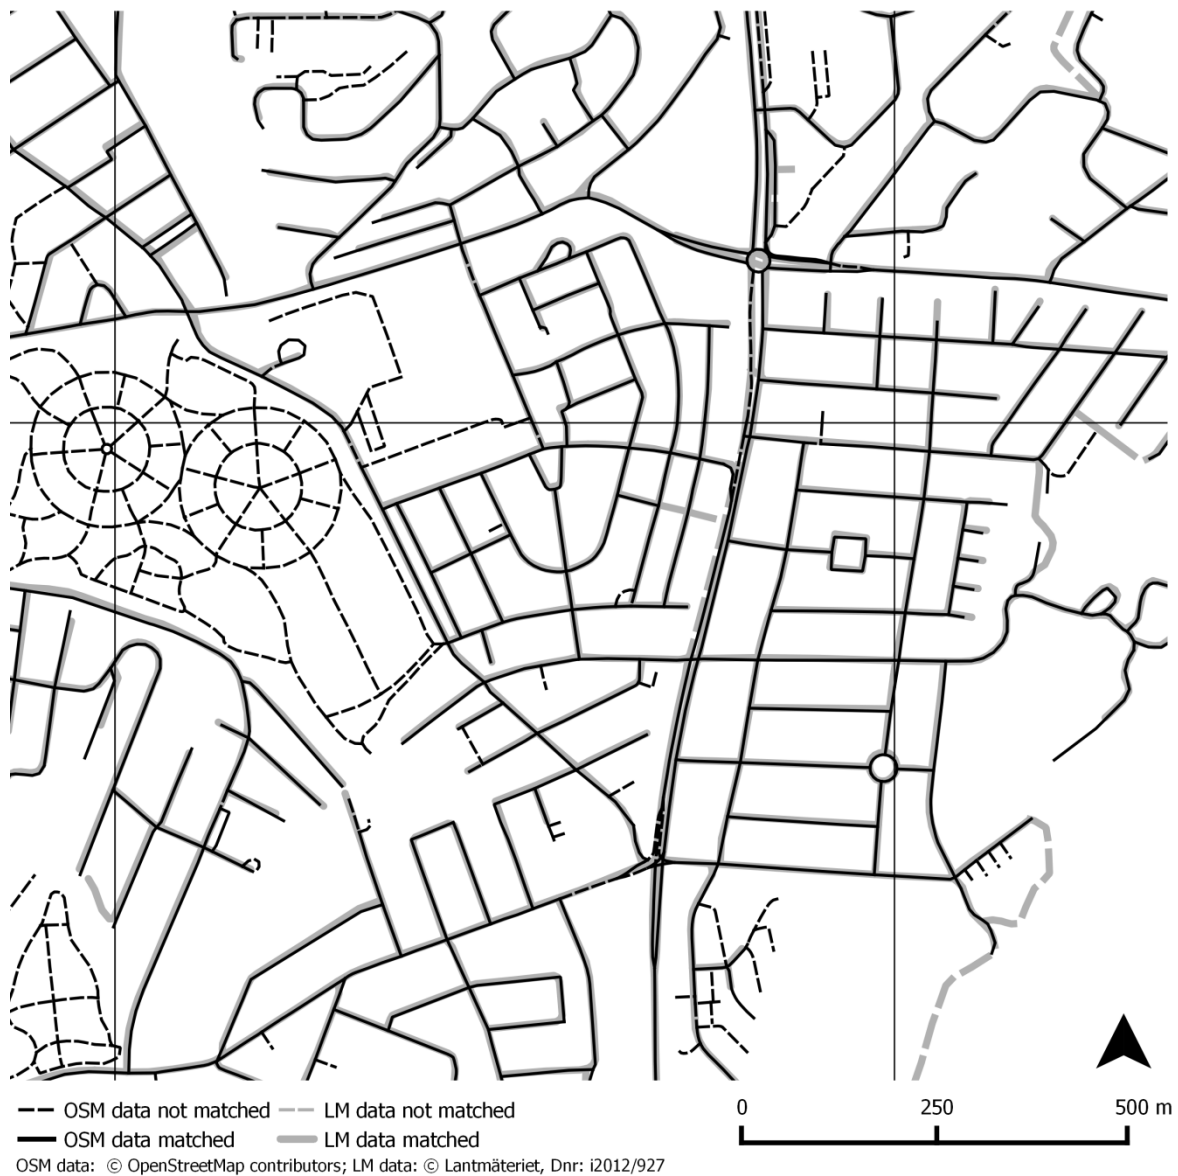 OSM data not matched LM data not matched
OSM data matched LM data matched
0 250 500 m
OSM data: © OpenStreetMap contributors; LM data: © Lantmäteriet, Dnr: i2012/927